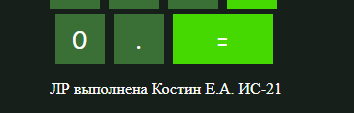 0 . =
ЛР выполнена Костин Е.А. ИС-21